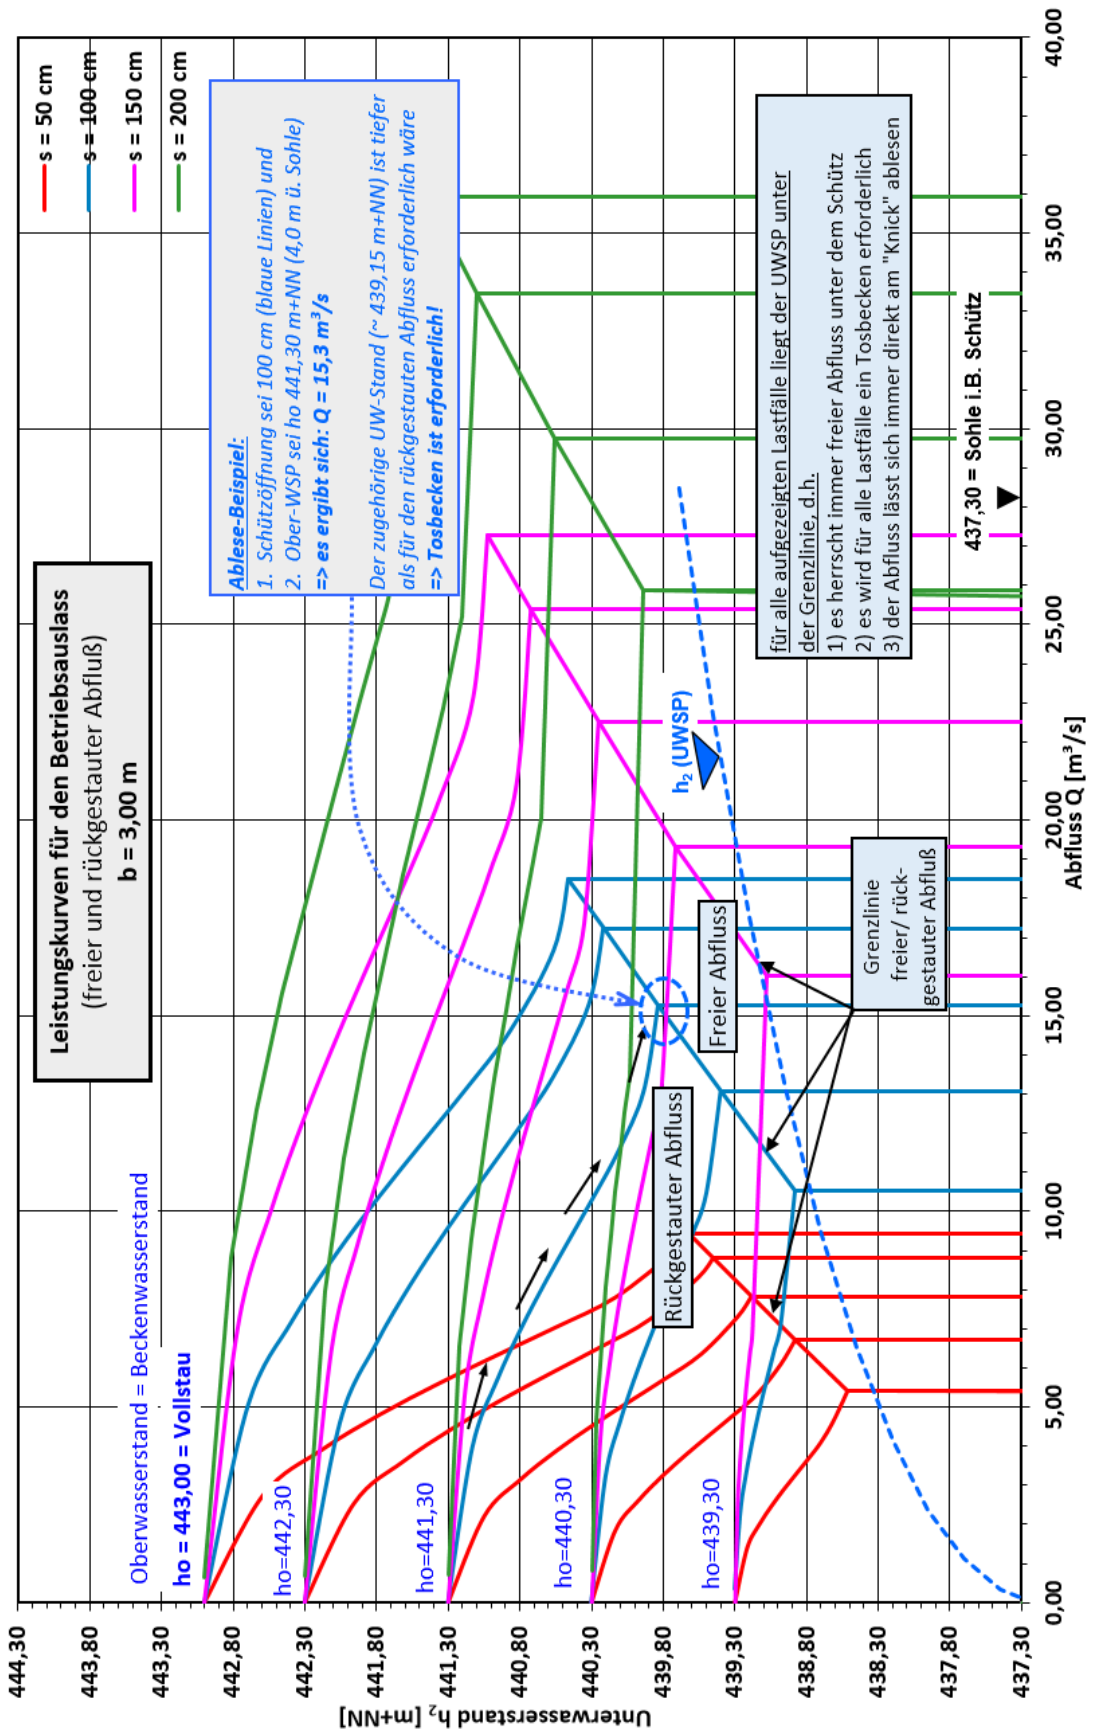 Leistungskurven für den Betriebsauslass
(freier und rückgestauter Abfluß)
b = 3,00 m
s = 50 cm
s = 100 cm
s = 150 cm
s = 200 cm
Oberwasserstand = Beckenwasserstand
ho = 443,00 = Vollstau
ho=442,30
ho=441,30
ho=440,30
ho=439,30
Ablese-Beispiel:
1. Schützöffnung sei 100 cm (blaue Linien) und
2. Ober-WSP sei ho 441,30 m+NN (4,0 m ü. Sohle)
=> es ergibt sich: Q = 15,3 m³/s
Der zugehörige UW-Stand (~ 439,15 m+NN) ist tiefer
als für den rückgestauten Abfluss erforderlich wäre
=> Tosbecken ist erforderlich!
Rückgestauter Abfluss
Freier Abfluss
h₂ (UWSP)
Grenzlinie
freier/ rück-
gestauter Abfluß
für alle aufgezeigten Lastfälle liegt der UWSP unter
der Grenzlinie, d.h.
1) es herrscht immer freier Abfluss unter dem Schütz
2) es wird für alle Lastfälle ein Tosbecken erforderlich
3) der Abfluss lässt sich immer direkt am "Knick" ablesen
437,30 = Sohle i.B. Schütz
Unterwasserstand h₂ [m+NN]
444,30
443,80
443,30
442,80
442,30
441,80
441,30
440,80
440,30
439,80
439,30
438,80
438,30
437,80
437,30
0,00
5,00
10,00
15,00
20,00
25,00
30,00
35,00
40,00
Abfluss Q [m³/s]